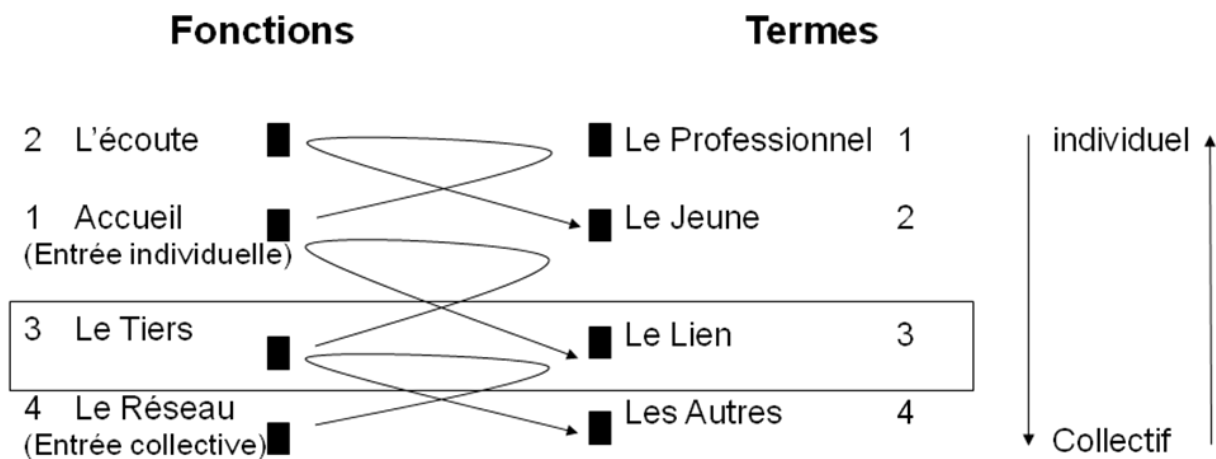 Fonctions Termes
2 L'écoute Le Professionnel 1 individuel
1 Accueil Le Jeune 2
(Entrée individuelle)
3 Le Tiers Le Lien 3
4 Le Réseau Les Autres 4
(Entrée collective) Collectif